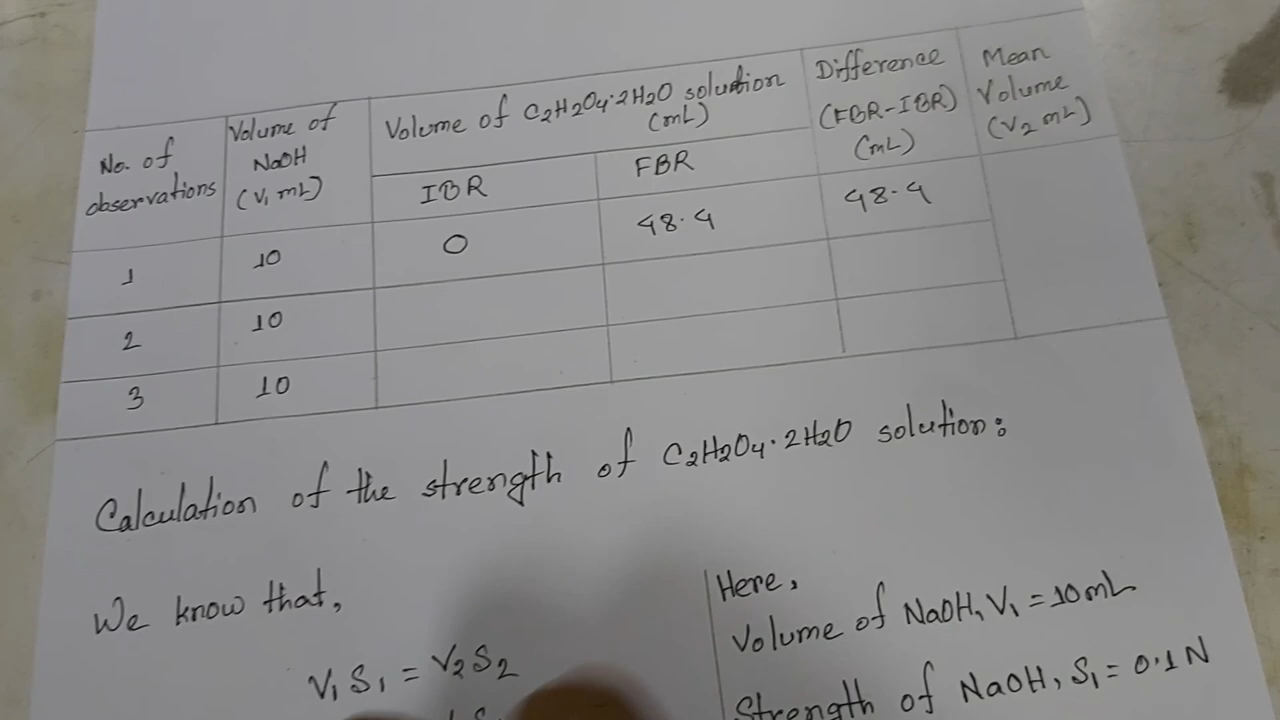 No. of observations
Volume of NaOH (V₁ mL)
Volume of C₂H₂O₄·2H₂O solution (mL)
IBR
FBR
Difference (FBR-IBR) (mL)
Mean Volume (V₂ mL)
1 10 0 48.4 48.4
2 10
3 10
Calculation of the strength of C₂H₂O₄·2H₂O solution:
We know that,
V₁S₁ = V₂S₂
Here,
Volume of NaOH, V₁ = 10mL
Strength of NaOH, S₁ = 0.1N